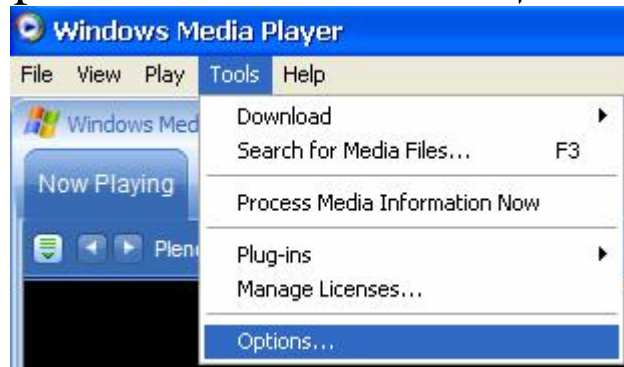 Windows Media Player
File View Play Tools Help
Windows Med
Now Playing
Download
Search for Media Files... F3
Process Media Information Now
Plug-ins
Manage Licenses...
Options...